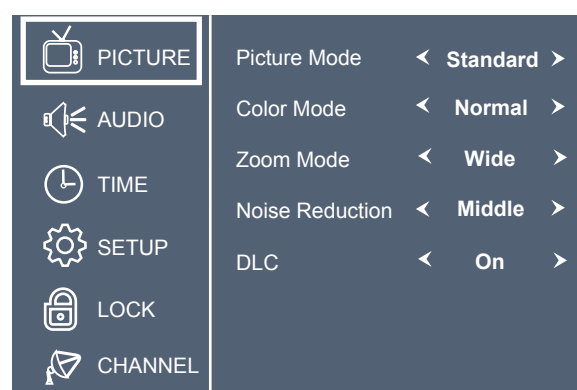 PICTURE
AUDIO
TIME
SETUP
LOCK
CHANNEL
Picture Mode Standard
Color Mode Normal
Zoom Mode Wide
Noise Reduction Middle
DLC On